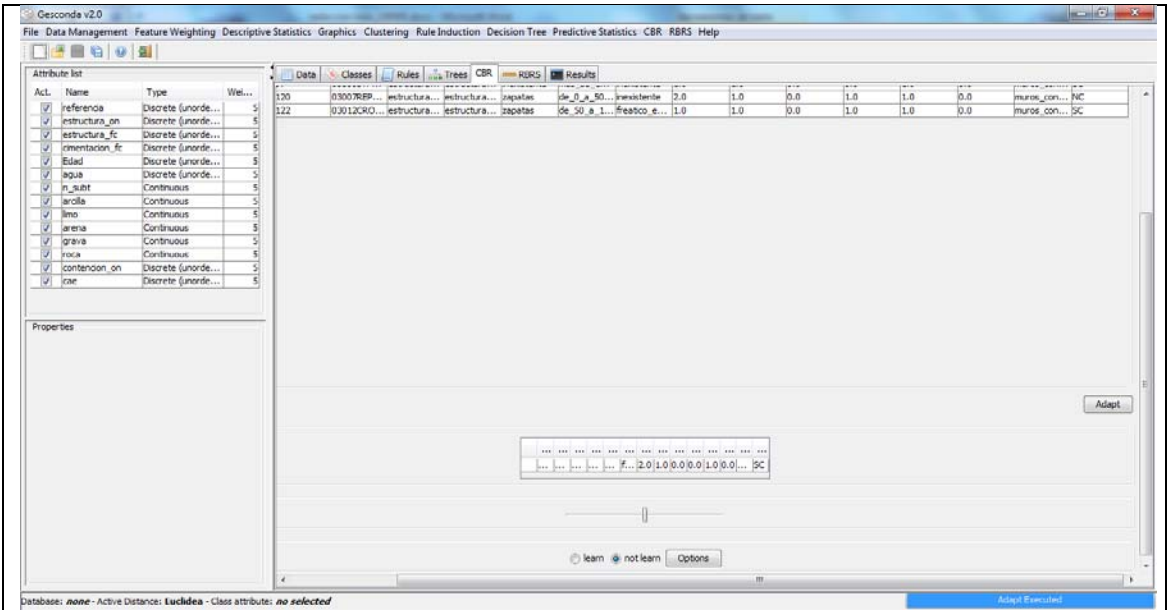 Gesconda v2.0
File Data Management Feature Weighting Descriptive Statistics Graphics Clustering Rule Induction Decision Tree Predictive Statistics CBR RBRS Help
Attribute list
Act. Name Type Wei...
referencia Discrete (unorde... 5
estructura_on Discrete (unorde... 5
estructura_fc Discrete (unorde... 5
cimentacion_fc Discrete (unorde... 5
Edad Discrete (unorde... 5
agua Discrete (unorde... 5
n_subt Continuous 5
arcilla Continuous 5
limo Continuous 5
arena Continuous 5
grava Continuous 5
roca Continuous 5
contencion_on Discrete (unorde... 5
cae Discrete (unorde... 5
Properties
Data Classes Rules Trees CBR RBRS Results
120 03007REP... estructura... estructura... zapatas de_0_a_50... inexistente 2.0 1.0 0.0 1.0 1.0 0.0 muros_con... NC
122 03012CRO... estructura... estructura... zapatas de_50_a_1... freatico_e... 1.0 1.0 0.0 1.0 1.0 0.0 muros_con... SC
Adapt
... ... ... ... ... ... ... ... ... ... ... ... ... ...
... ... ... ... ... f... 2.0 1.0 0.0 0.0 1.0 0.0 ... SC
learn not learn Options
Database: none - Active Distance: Euclidea - Class attribute: no selected
Adapt Executed